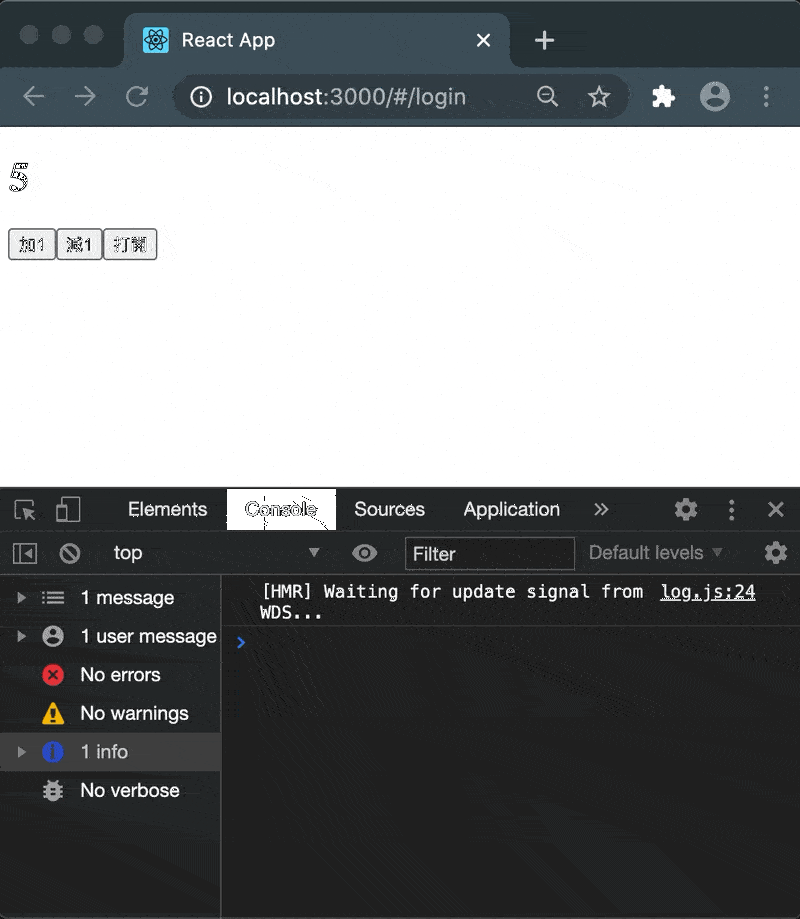 React App
localhost:3000/#/login
5
加1 減1 打開
Elements Console Sources Application
top Filter Default levels
1 message
1 user message
No errors
No warnings
1 info
No verbose
[HMR] Waiting for update signal from log.js:24
WDS...